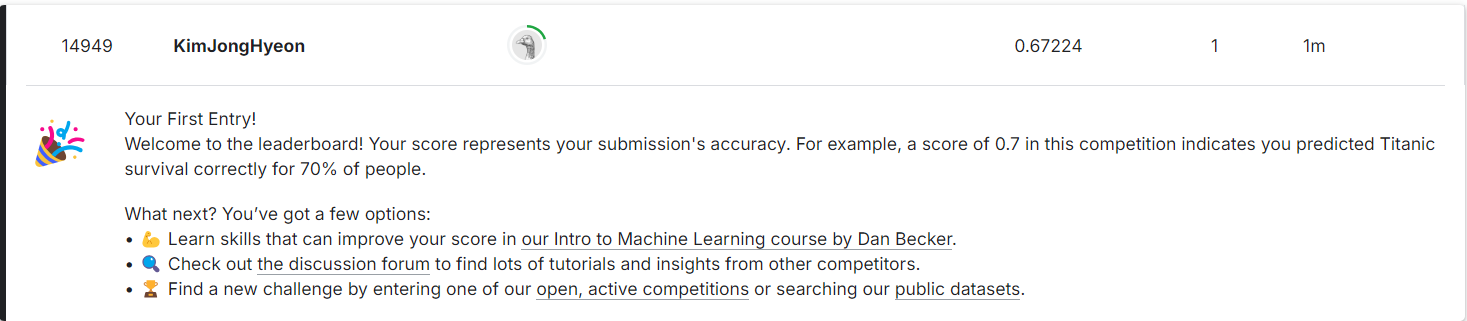 14949 KimJongHyeon 0.67224 1 1m
Your First Entry!
Welcome to the leaderboard! Your score represents your submission's accuracy. For example, a score of 0.7 in this competition indicates you predicted Titanic
survival correctly for 70% of people.
What next? You’ve got a few options:
• 💪 Learn skills that can improve your score in our Intro to Machine Learning course by Dan Becker.
• 🔍 Check out the discussion forum to find lots of tutorials and insights from other competitors.
• 🏆 Find a new challenge by entering one of our open, active competitions or searching our public datasets.